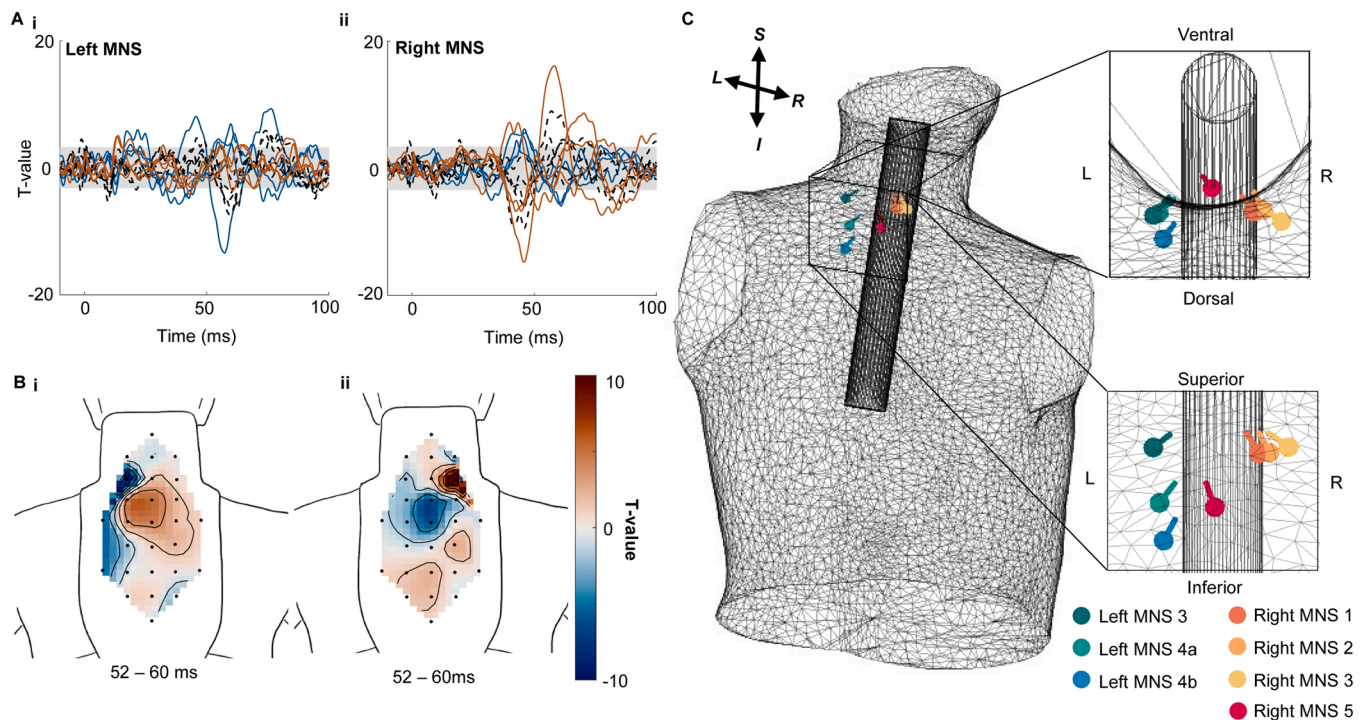 A i
Left MNS
20
0
-20
T-value
0
50
100
Time (ms)
ii
Right MNS
20
0
-20
0
50
100
Time (ms)
B i
52 – 60 ms
ii
52 – 60ms
10
0
-10
T-value
C
S
L
R
I
Ventral
L
R
Dorsal
Superior
L
R
Inferior
Left MNS 3
Left MNS 4a
Left MNS 4b
Right MNS 1
Right MNS 2
Right MNS 3
Right MNS 5